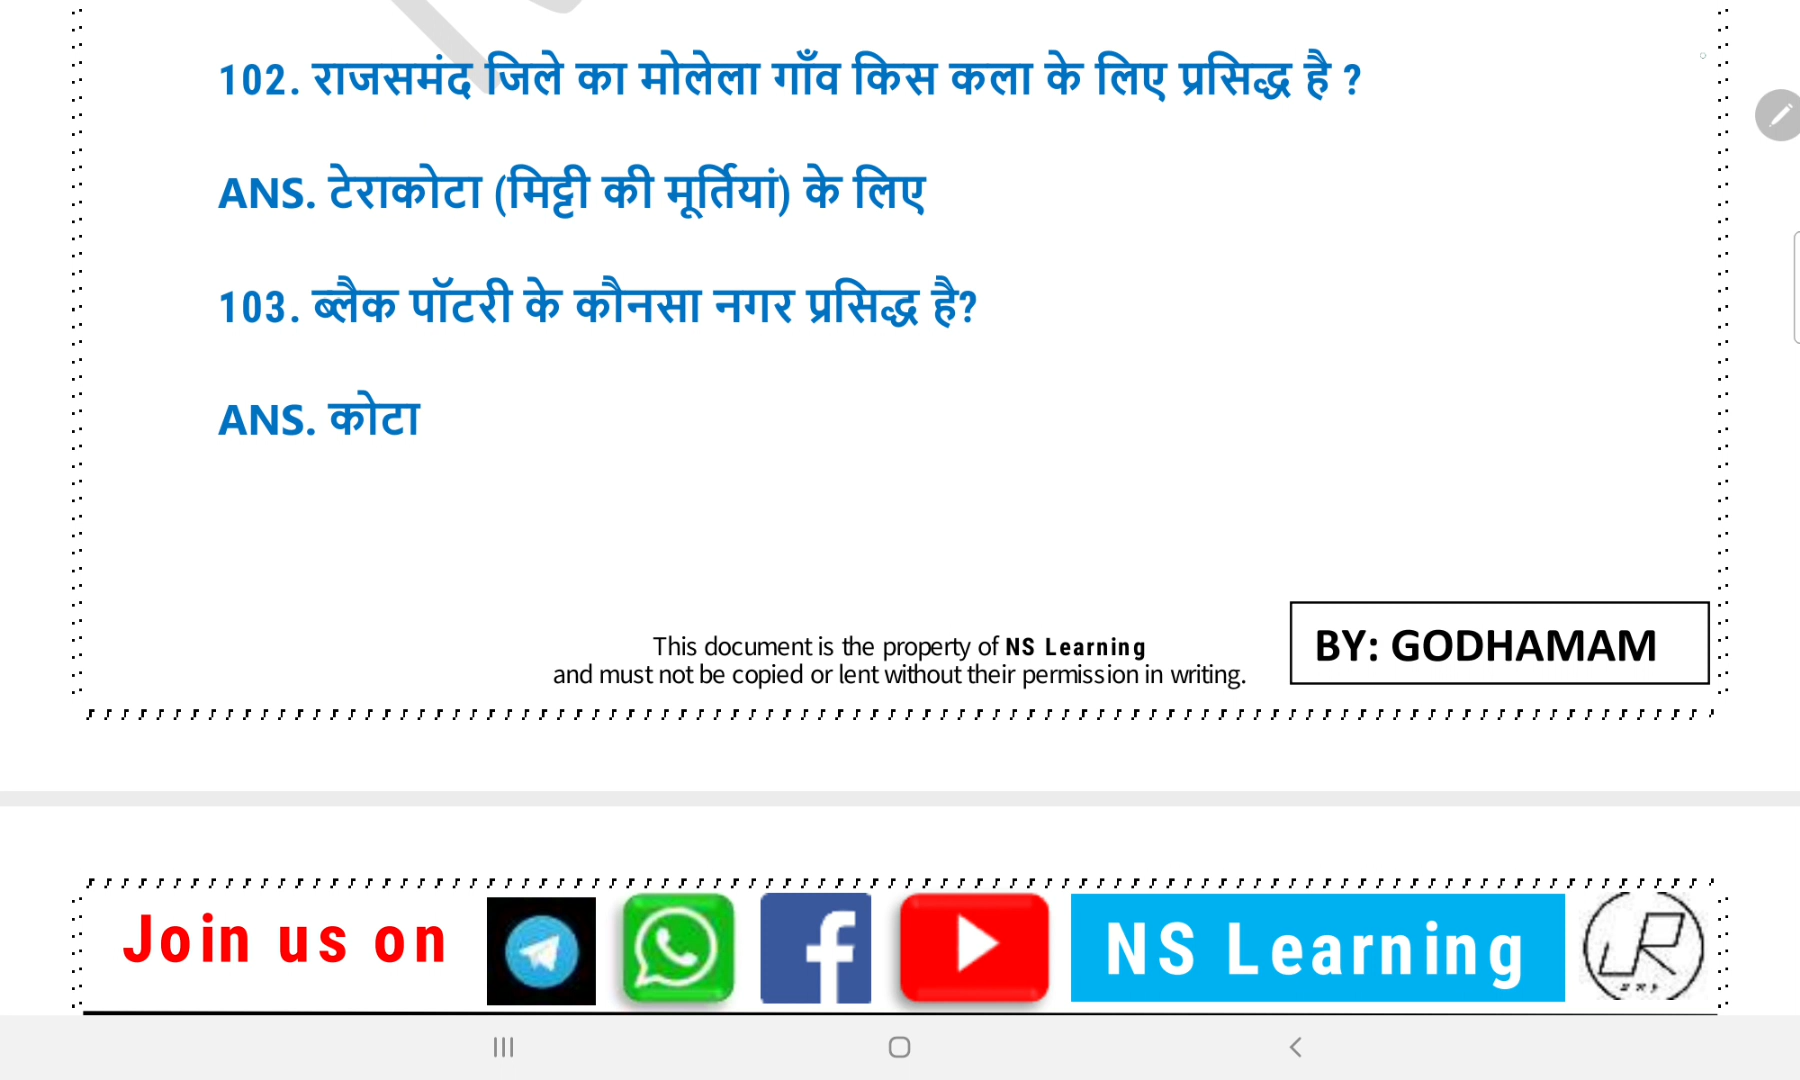 102. राजसमंद जिले का मोलेला गाँव किस कला के लिए प्रसिद्ध है ?
ANS. टेराकोटा (मिट्टी की मूर्तियां) के लिए
103. ब्लैक पॉटरी के कौनसा नगर प्रसिद्ध है?
ANS. कोटा
This document is the property of NS Learning
and must not be copied or lent without their permission in writing.
BY: GODHAMAM
Join us on NS Learning